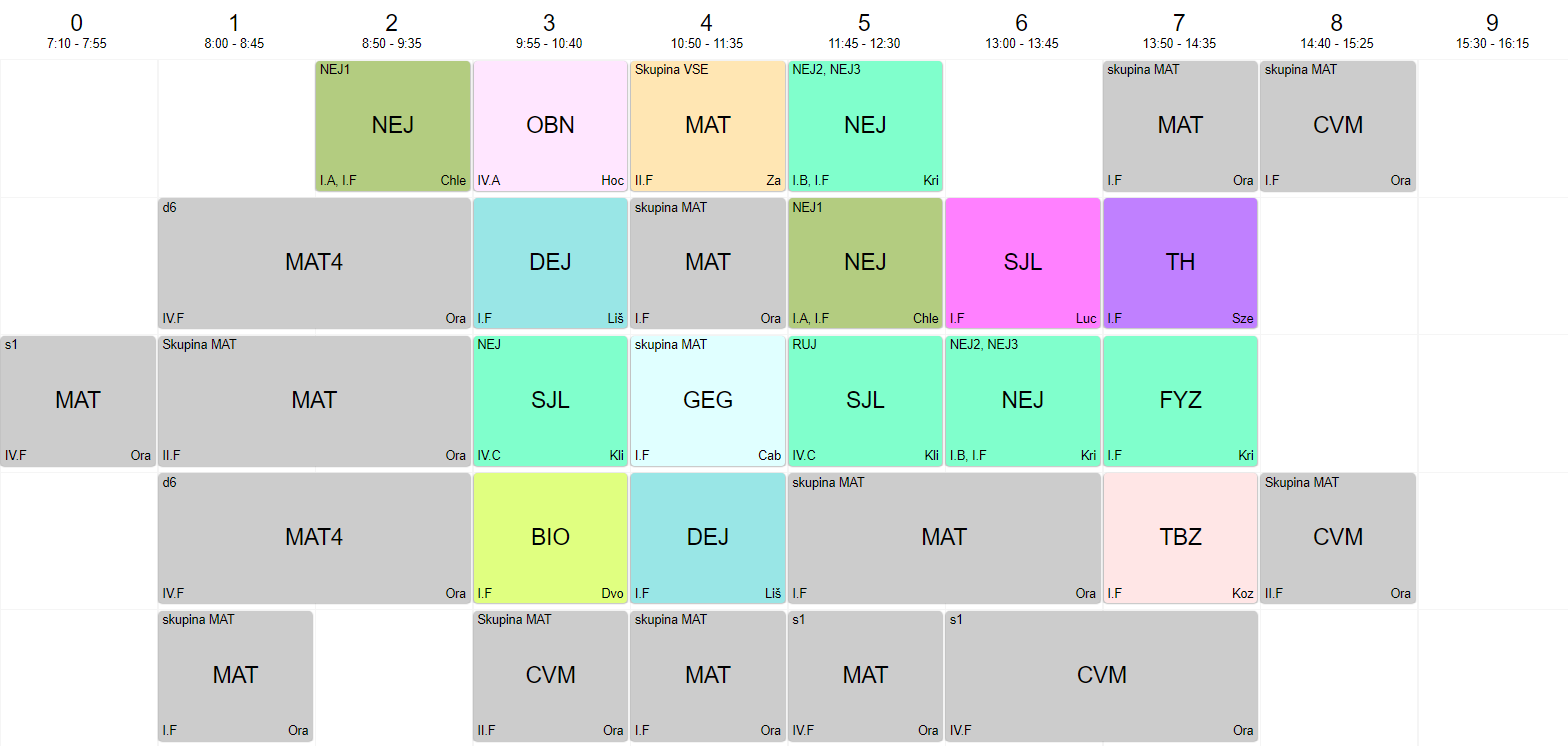 0 1 2 3 4 5 6 7 8 9
7:10 - 7:55 8:00 - 8:45 8:50 - 9:35 9:55 - 10:40 10:50 - 11:35 11:45 - 12:30 13:00 - 13:45 13:50 - 14:35 14:40 - 15:25 15:30 - 16:15
NEJ1 Skupina VSE NEJ2, NEJ3 skupina MAT skupina MAT
NEJ OBN MAT NEJ MAT CVM
I.A, I.F Chle IV.A Hoc II.F Za I.B, I.F Kri I.F Ora I.F Ora
d6 skupina MAT NEJ1
MAT4 DEJ MAT NEJ SJL TH
IV.F Ora I.F Liš I.F Ora I.A, I.F Chle I.F Luc I.F Sze
s1 Skupina MAT NEJ skupina MAT RUJ NEJ2, NEJ3
MAT MAT SJL GEG SJL NEJ FYZ
IV.F Ora II.F Ora IV.C Kli I.F Cab IV.C Kli I.B, I.F Kri I.F Kri
d6 skupina MAT Skupina MAT
MAT4 BIO DEJ MAT TBZ CVM
IV.F Ora I.F Dvo I.F Liš I.F Ora I.F Koz II.F Ora
skupina MAT Skupina MAT skupina MAT s1 s1
MAT CVM MAT MAT CVM
I.F Ora II.F Ora I.F Ora IV.F Ora IV.F Ora